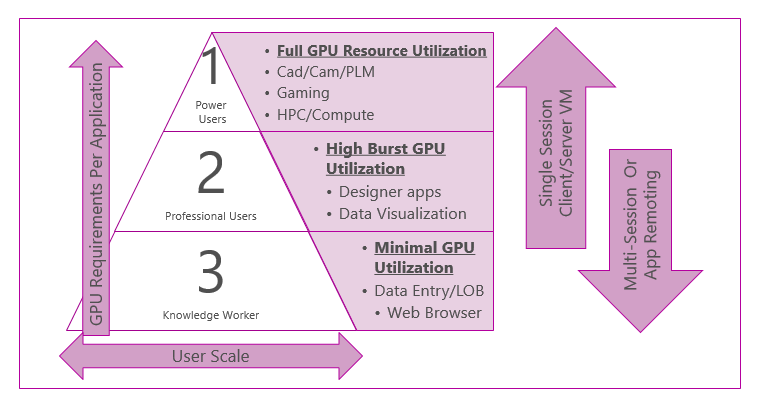 GPU Requirements Per Application
1
Power
Users
• Full GPU Resource Utilization
• Cad/Cam/PLM
• Gaming
• HPC/Compute
2
Professional Users
• High Burst GPU
Utilization
• Designer apps
• Data Visualization
3
Knowledge Worker
• Minimal GPU
Utilization
• Data Entry/LOB
• Web Browser
User Scale
Single Session
Client/Server VM
Multi-Session Or
App Remoting